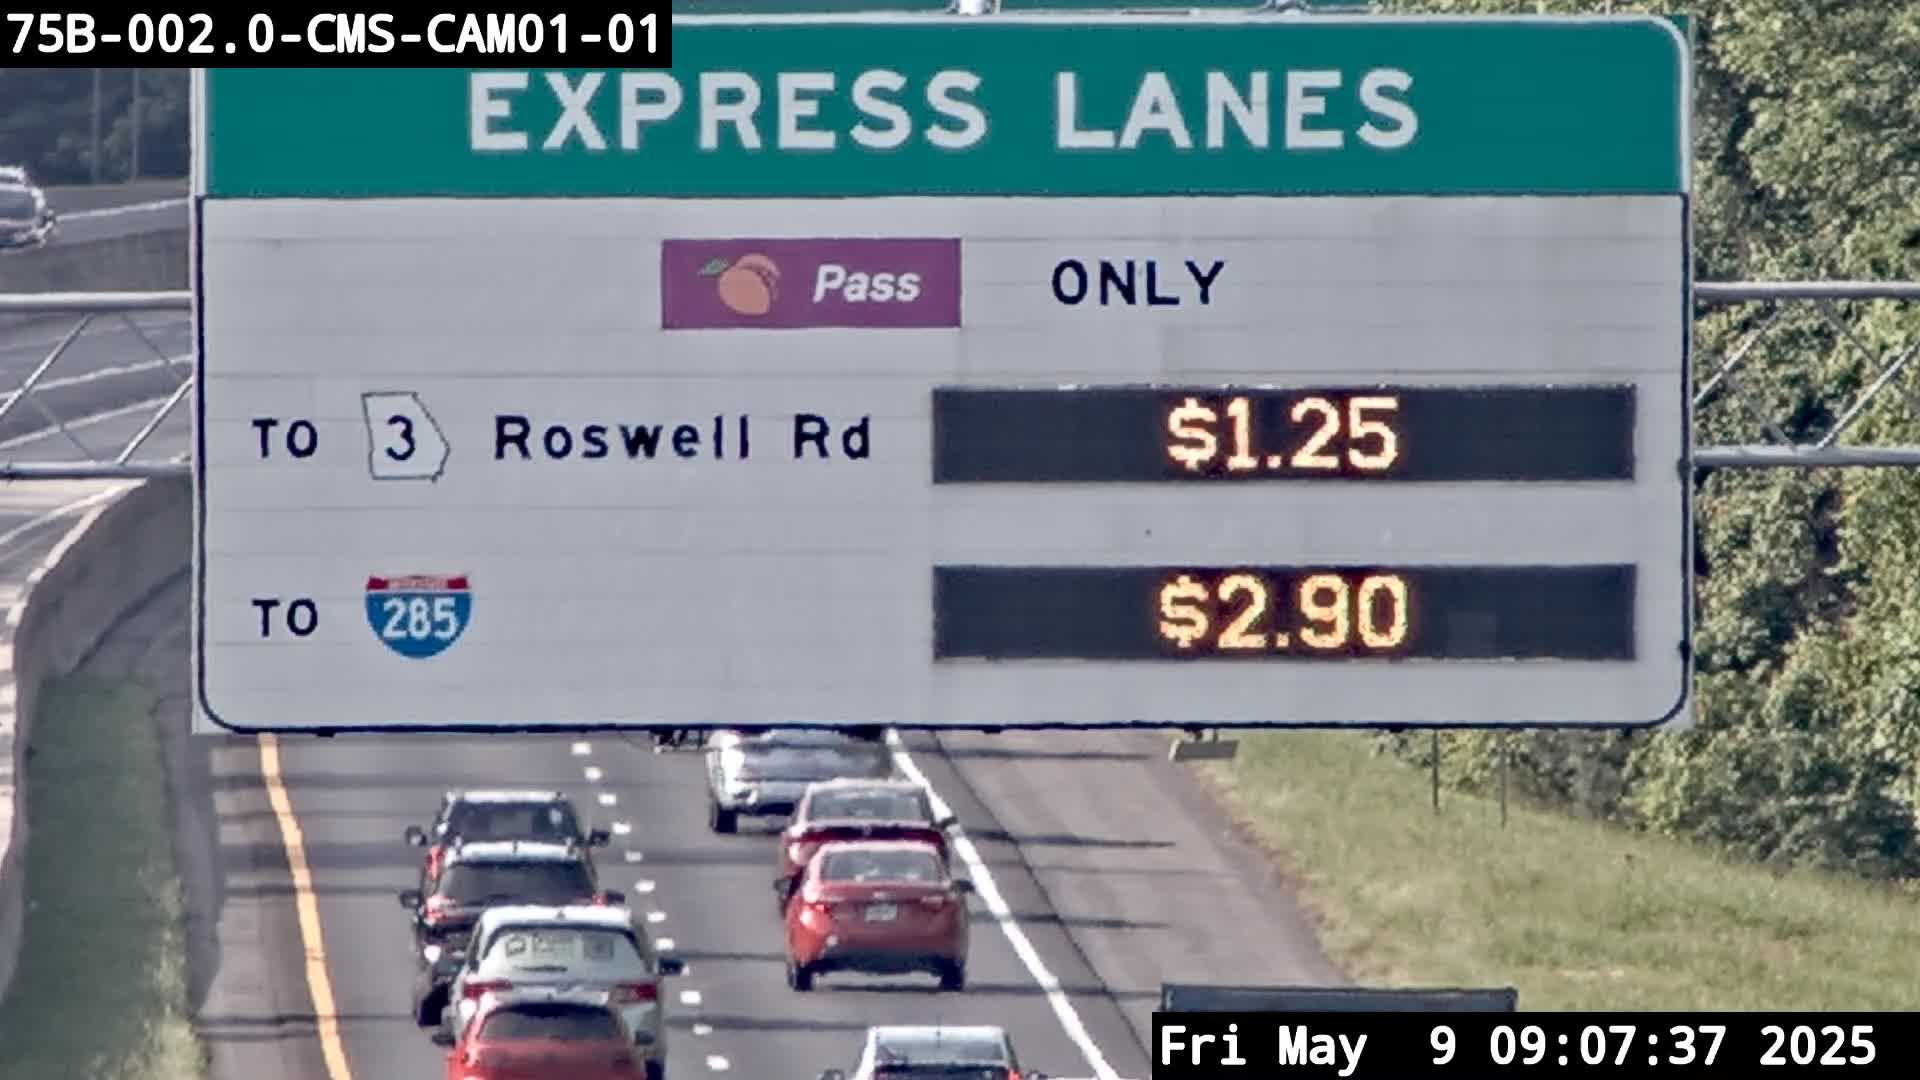 75B-002.0-CMS-CAM01-01
EXPRESS LANES
Pass ONLY
TO 3 Roswell Rd $1.25
TO 285 $2.90
Fri May 9 09:07:37 2025